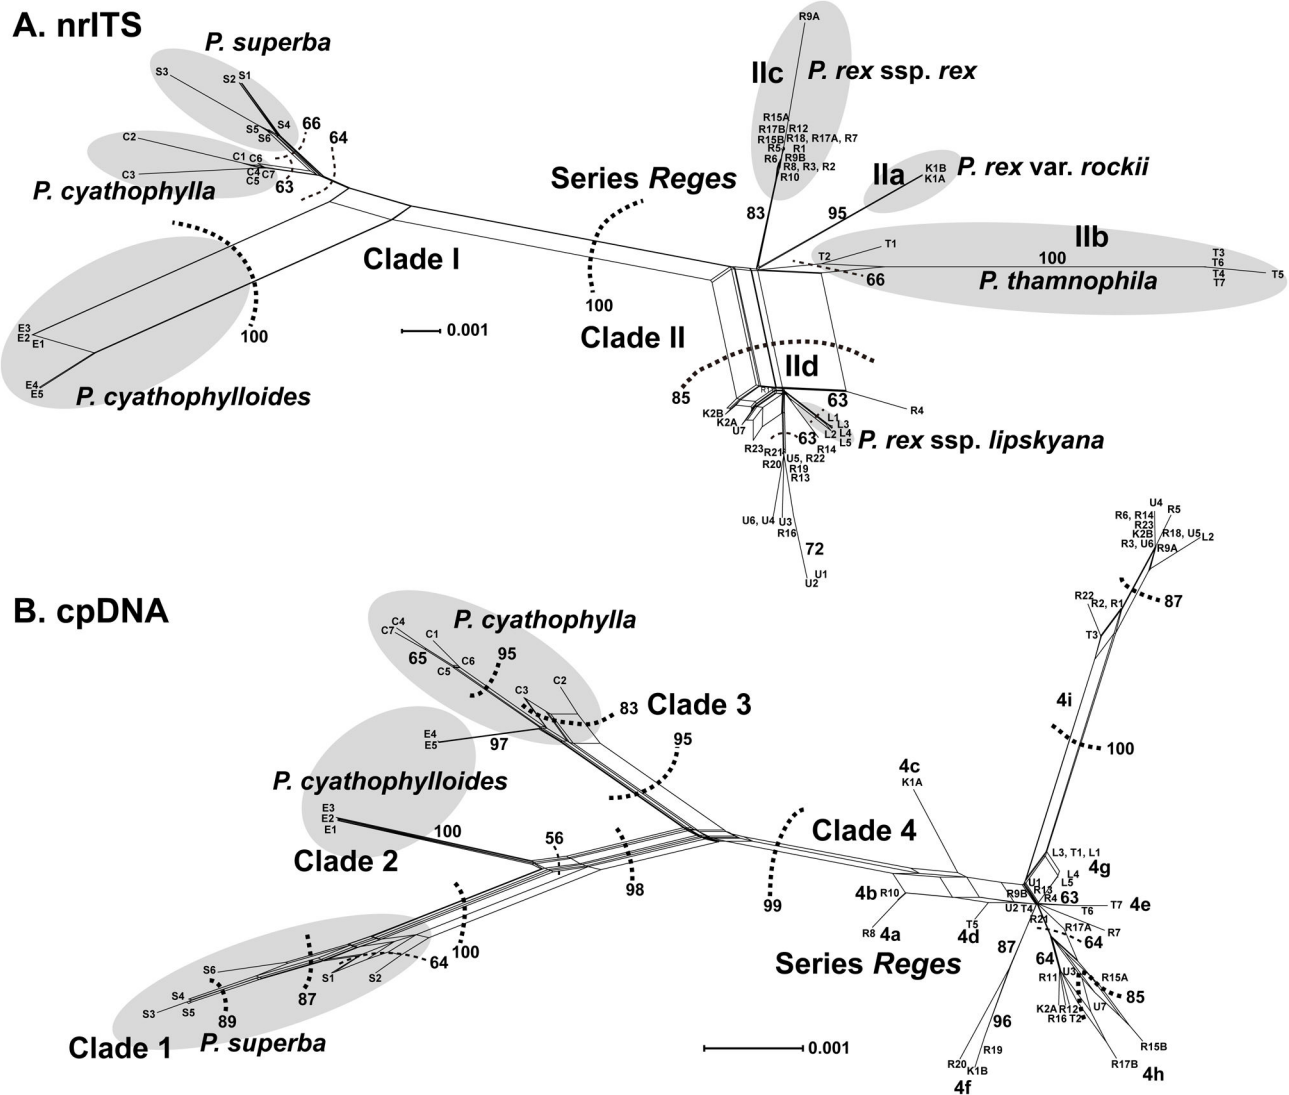 A. nrITS
P. superba
S3
S2 S1
S5 S4
S6
66
64
C2
C1 C6
C4 C7
C5
C3
63
P. cyathophylla
Clade I
100
E3
E2 E1
E4
E5
P. cyathophylloides
0.001
Series Reges
100
Clade II
R9A
IIc
P. rex ssp. rex
R15A
R17B R12
R15B R18, R17A, R7
R5 R1
R6 R9B
R8, R3, R2
R10
83
IIa
K1B
K1A
P. rex var. rockii
95
IIb
T1
T2
100
T3
T6
T4
T7
T5
66
P. thamnophila
IId
85
K2B
K2A
U7
63
R4
L1
L3
L2 L4
L5
P. rex ssp. lipskyana
63
R14
R23
R21 U5, R22
R20 R19
R13
U6, U4 U3
R16
72
U1
U2
B. cpDNA
P. cyathophylla
C4
C7
C1
65
C5 C6
95
C3
C2
83
Clade 3
E4
E5
97
95
P. cyathophylloides
E3
E2
E1
100
Clade 2
56
98
99
Clade 4
100
S6
S1
S2
64
87
S4
S3
S5
89
Clade 1
P. superba
4c
K1A
4b R10
R8 4a
T5
4d
Series Reges
U4
R6, R14 R5
R23
K2B R18, U5 L2
R3, U6 R9A
87
R22
R2, R1
T3
4i
100
L3, T1, L1
4g
L4
U1 L5
R9B R13
R4 63
U2 T4
T6
T7 4e
R21 R17A
R7
87
64
64
R11 U3 R15A
85
K2A R12 U7
R16 T2
96
R19
R20
K1B
4f
R15B
R17B
4h
0.001